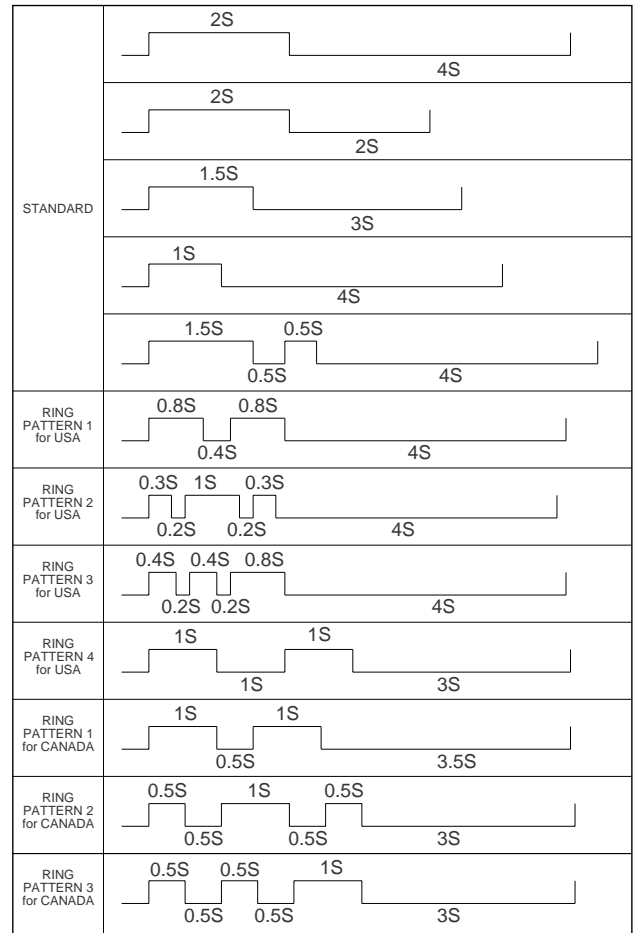 2S
4S
2S
2S
STANDARD
1.5S
3S
1S
4S
1.5S 0.5S
0.5S 4S
RING
PATTERN 1
for USA
0.8S 0.8S
0.4S 4S
RING
PATTERN 2
for USA
0.3S 1S 0.3S
0.2S 0.2S 4S
RING
PATTERN 3
for USA
0.4S 0.4S 0.8S
0.2S 0.2S 4S
RING
PATTERN 4
for USA
1S 1S
1S 3S
RING
PATTERN 1
for CANADA
1S 1S
0.5S 3.5S
RING
PATTERN 2
for CANADA
0.5S 1S 0.5S
0.5S 0.5S 3S
RING
PATTERN 3
for CANADA
0.5S 0.5S 1S
0.5S 0.5S 3S